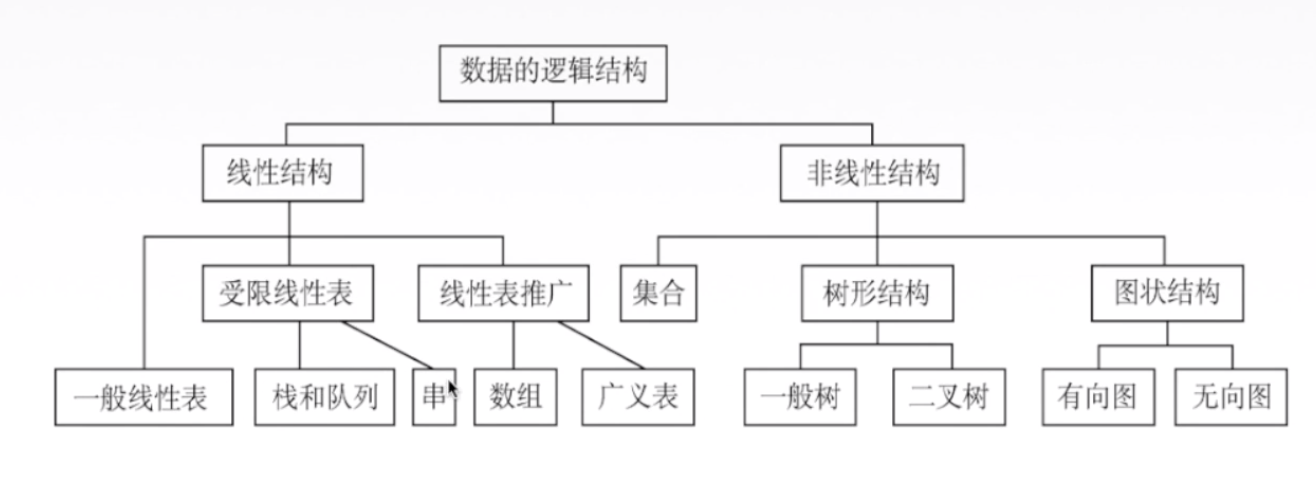 数据的逻辑结构
线性结构
非线性结构
受限线性表
线性表推广
集合
树形结构
图状结构
一般线性表
栈和队列
串
数组
广义表
一般树
二叉树
有向图
无向图